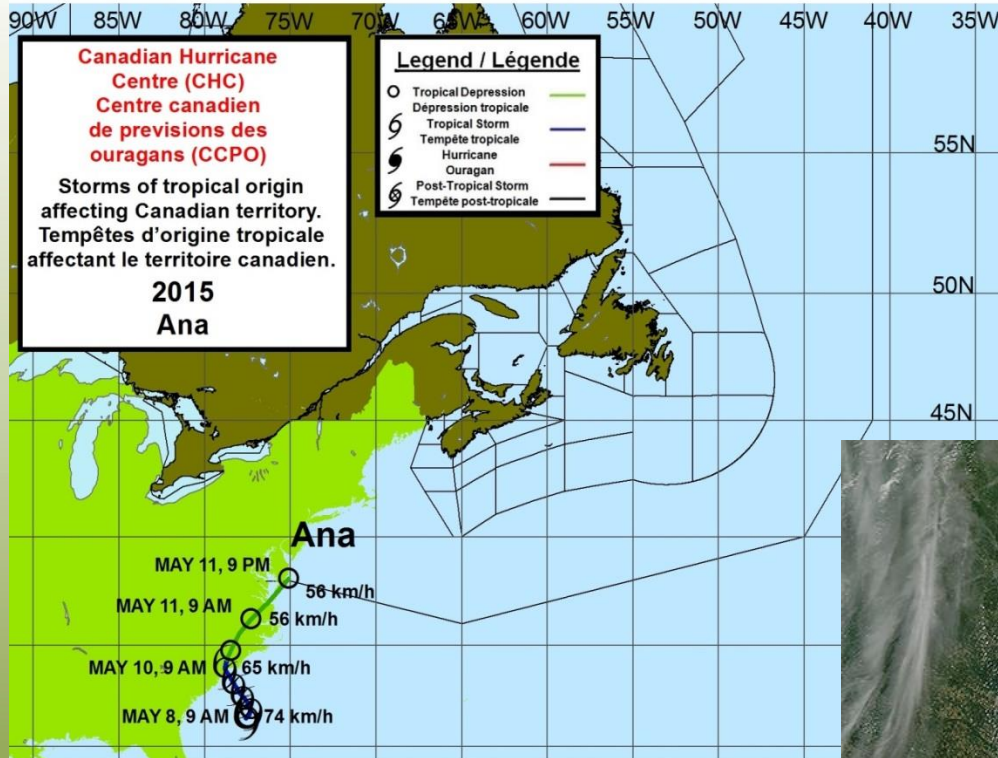 90W 85W 80W 75W 70W 65W 60W 55W 50W 45W 40W 35W
Canadian Hurricane
Centre (CHC)
Centre canadien
de previsions des
ouragans (CCPO)
Storms of tropical origin
affecting Canadian territory.
Tempêtes d'origine tropicale
affectant le territoire canadien.
2015
Ana
Legend / Légende
Tropical Depression
Dépression tropicale
Tropical Storm
Tempête tropicale
Hurricane
Ouragan
Post-Tropical Storm
Tempête post-tropicale
55N
50N
45N
Ana
MAY 11, 9 PM
56 km/h
MAY 11, 9 AM
56 km/h
MAY 10, 9 AM
65 km/h
MAY 8, 9 AM
74 km/h